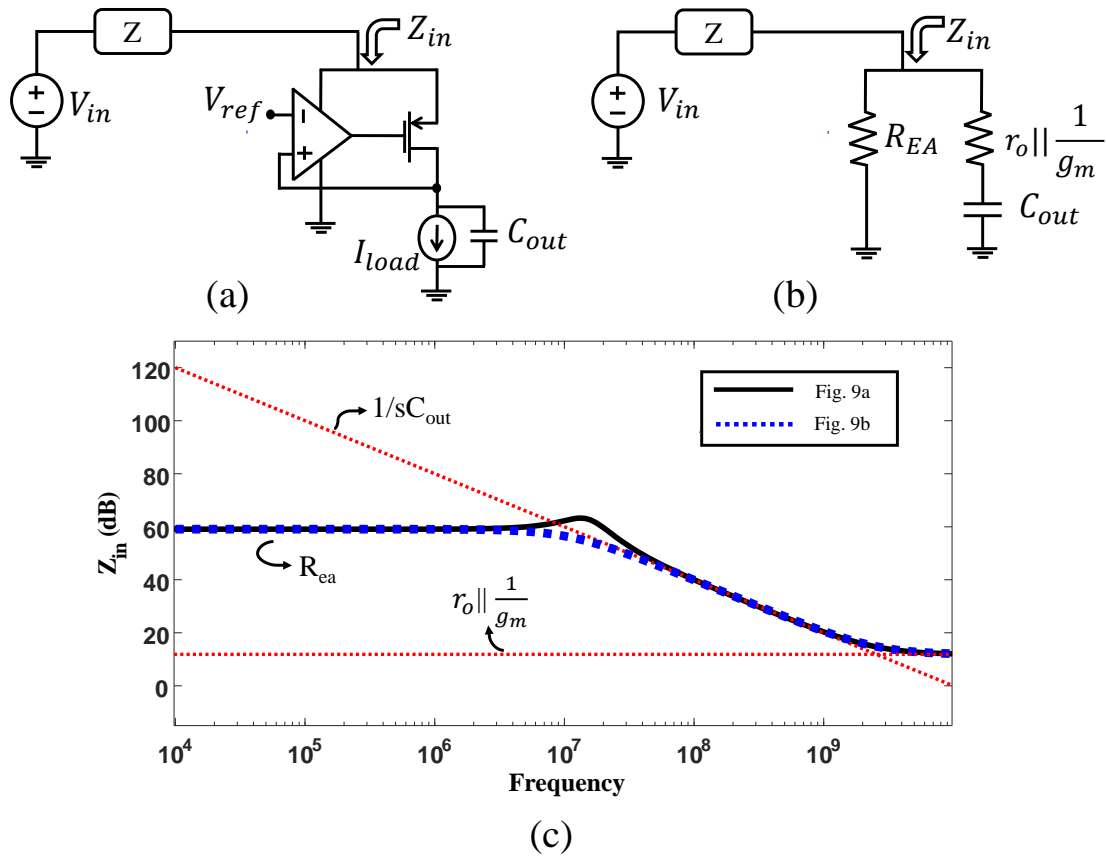 Z
Z_in
V_in
V_ref
I_load
C_out
(a)
Z
Z_in
V_in
R_EA
r_o || 1/g_m
C_out
(b)
Z_in (dB)
120
100
80
60
40
20
0
1/sC_out
R_ea
r_o || 1/g_m
Fig. 9a
Fig. 9b
10^4
10^5
10^6
10^7
10^8
10^9
Frequency
(c)